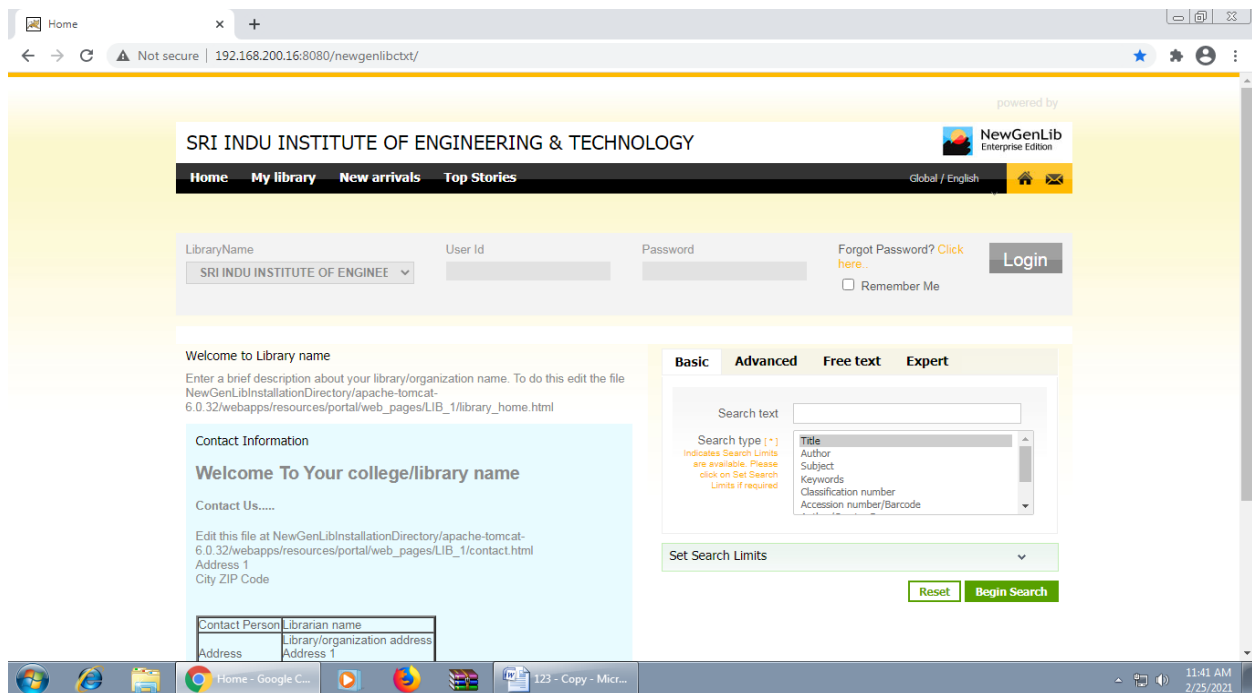 Home
Not secure 192.168.200.16:8080/newgenlibctxt/
powered by
SRI INDU INSTITUTE OF ENGINEERING & TECHNOLOGY
NewGenLib
Enterprise Edition
Home My library New arrivals Top Stories Global / English
LibraryName User Id Password Forgot Password? Click
here..
SRI INDU INSTITUTE OF ENGINEE
Login
Remember Me
Welcome to Library name
Enter a brief description about your library/organization name. To do this edit the file
NewGenLibInstallationDirectory/apache-tomcat-
6.0.32/webapps/resources/portal/web_pages/LIB_1/library_home.html
Contact Information
Welcome To Your college/library name
Contact Us.....
Edit this file at NewGenLibInstallationDirectory/apache-tomcat-
6.0.32/webapps/resources/portal/web_pages/LIB_1/contact.html
Address 1
City ZIP Code
Contact Person Librarian name
Library/organization address
Address Address 1
Basic Advanced Free text Expert
Search text
Search type [ * ]
Indicates Search Limits
are available. Please
click on Set Search
Limits if required
Title
Author
Subject
Keywords
Classification number
Accession number/Barcode
Set Search Limits
Reset Begin Search
Home - Google C...
123 - Copy - Micr...
11:41 AM
2/25/2021